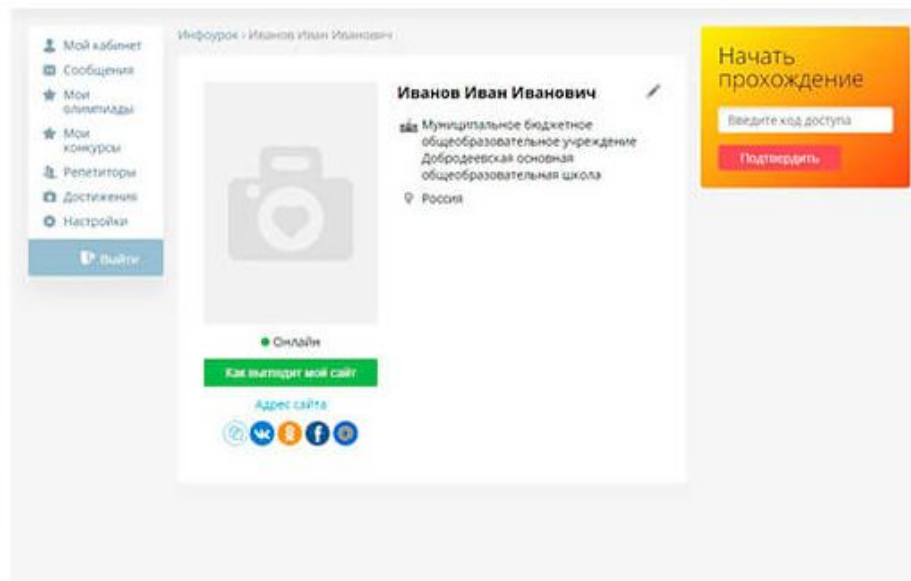 Мой кабинет
Сообщения
Мои
олимпиады
Мои
конкурсы
Репетиторы
Достижения
Настройки
Выйти
Инфоурок › Иванов Иван Иванович
Иванов Иван Иванович
Муниципальное бюджетное
общеобразовательное учреждение
Добродеевская основная
общеобразовательная школа
Россия
Онлайн
Как выглядит мой сайт
Адрес сайта
Начать
прохождение
Введите код доступа
Подтвердить